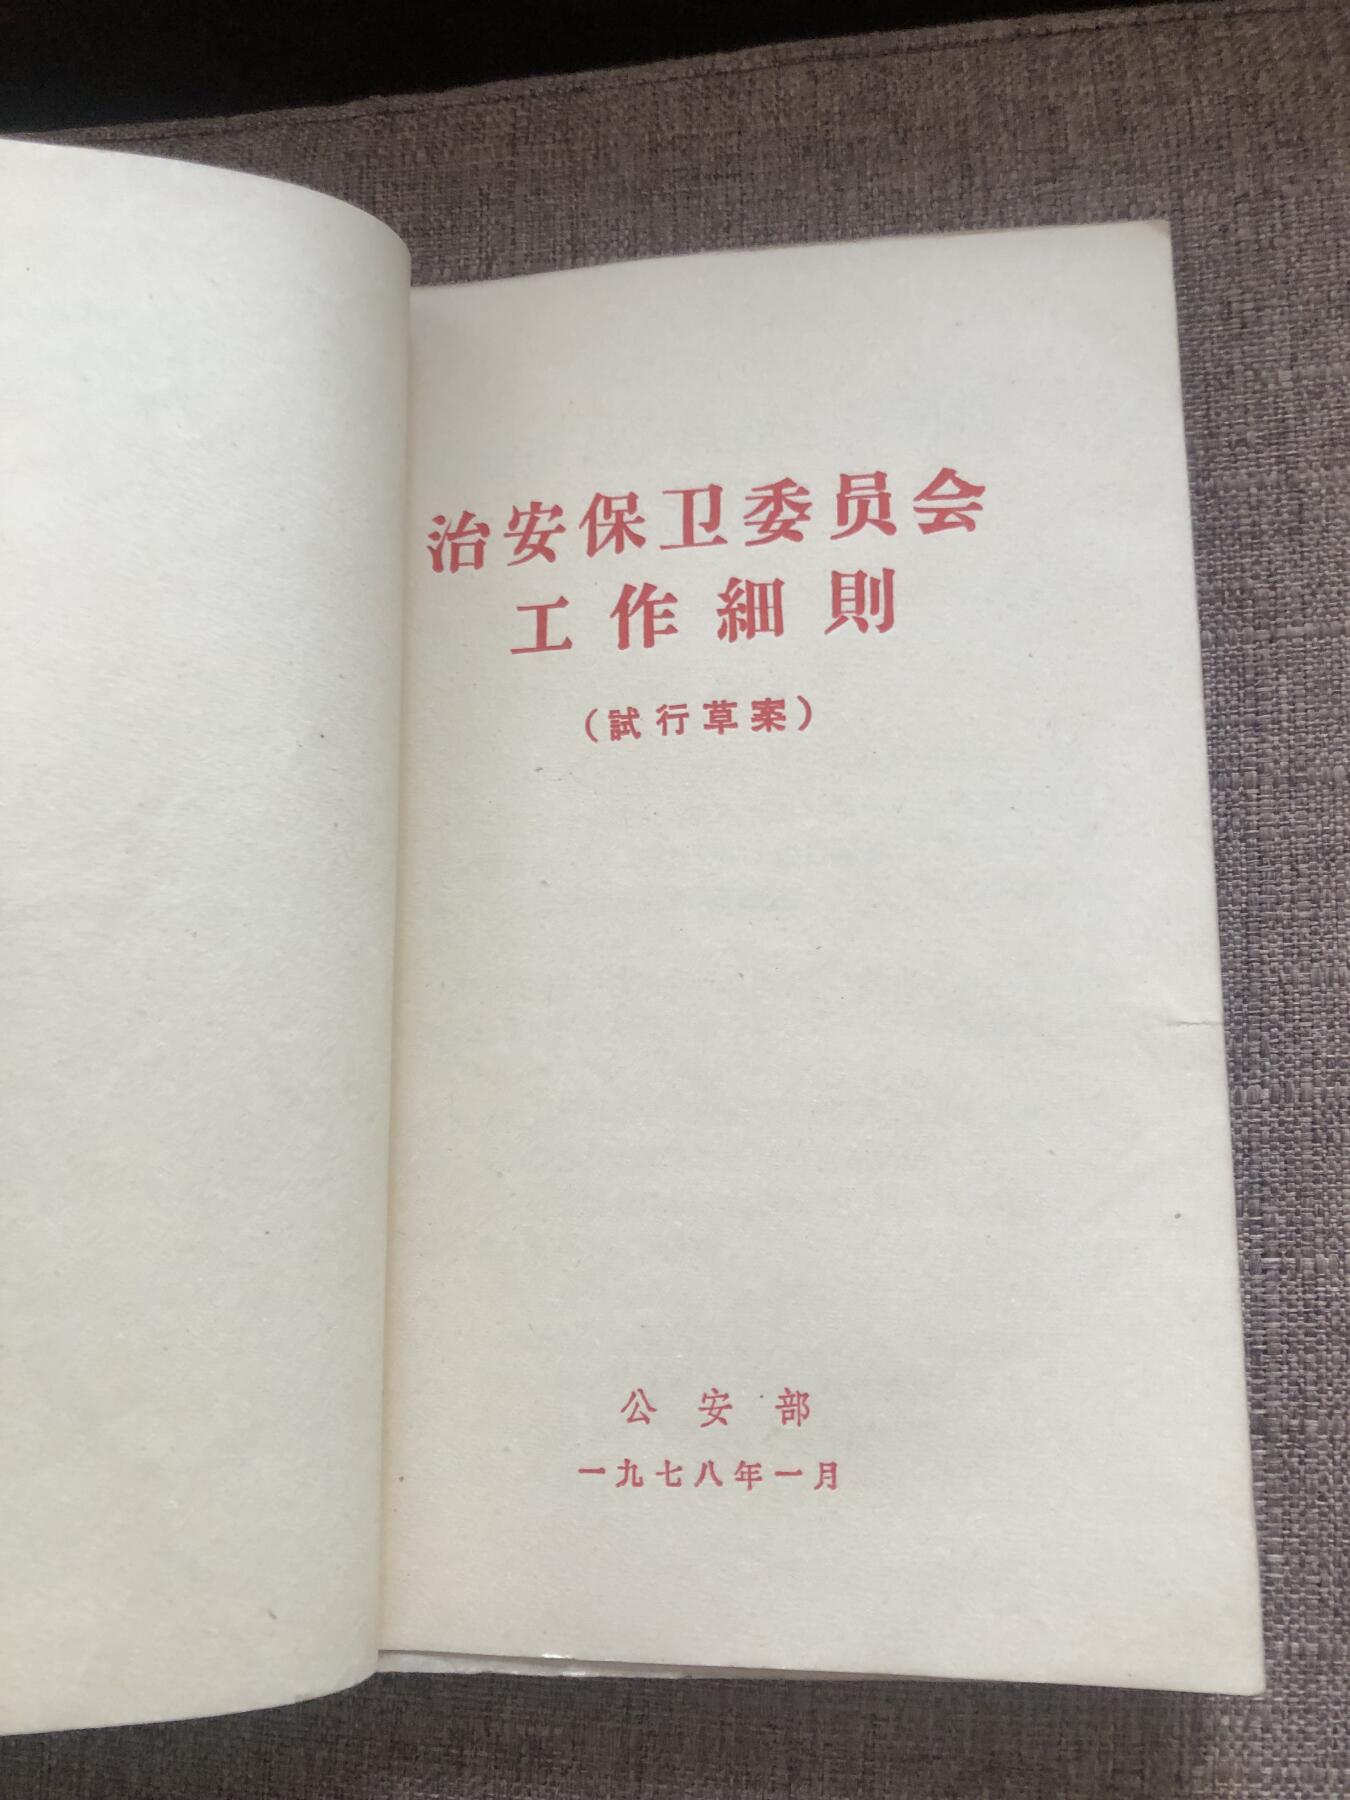 治安保卫委员会
工作細則
（試行草案）
公安部
一九七八年一月